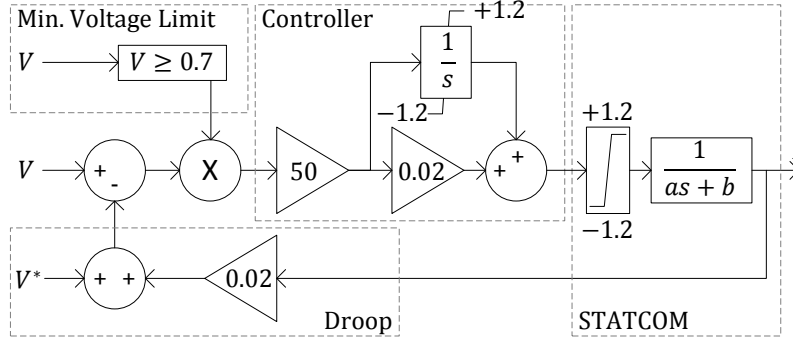 Min. Voltage Limit
V
V ≥ 0.7
Controller
+1.2
1
s
−1.2
V
+
-
X
50
0.02
+
+
+1.2
−1.2
1
as + b
V*
+ +
0.02
Droop
STATCOM